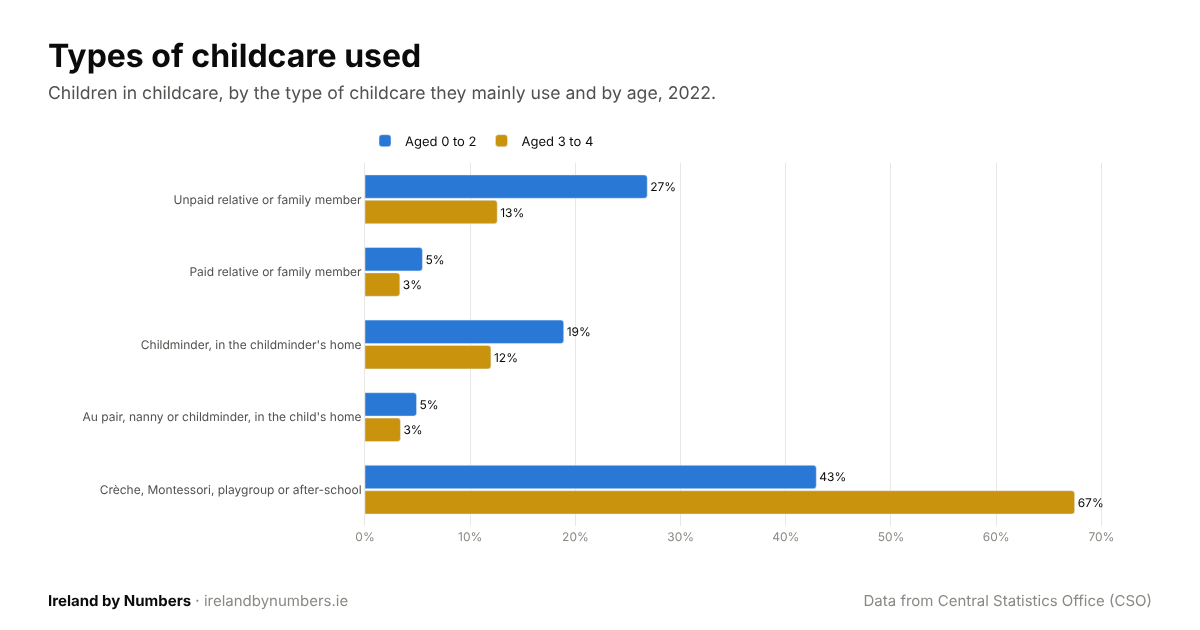 Types of childcare used
Children in childcare, by the type of childcare they mainly use and by age, 2022.
Aged 0 to 2 Aged 3 to 4
Unpaid relative or family member
27%
13%
Paid relative or family member
5%
3%
Childminder, in the childminder's home
19%
12%
Au pair, nanny or childminder, in the child's home
5%
3%
Crèche, Montessori, playgroup or after-school
43%
67%
0% 10% 20% 30% 40% 50% 60% 70%
Ireland by Numbers · irelandbynumbers.ie
Data from Central Statistics Office (CSO)